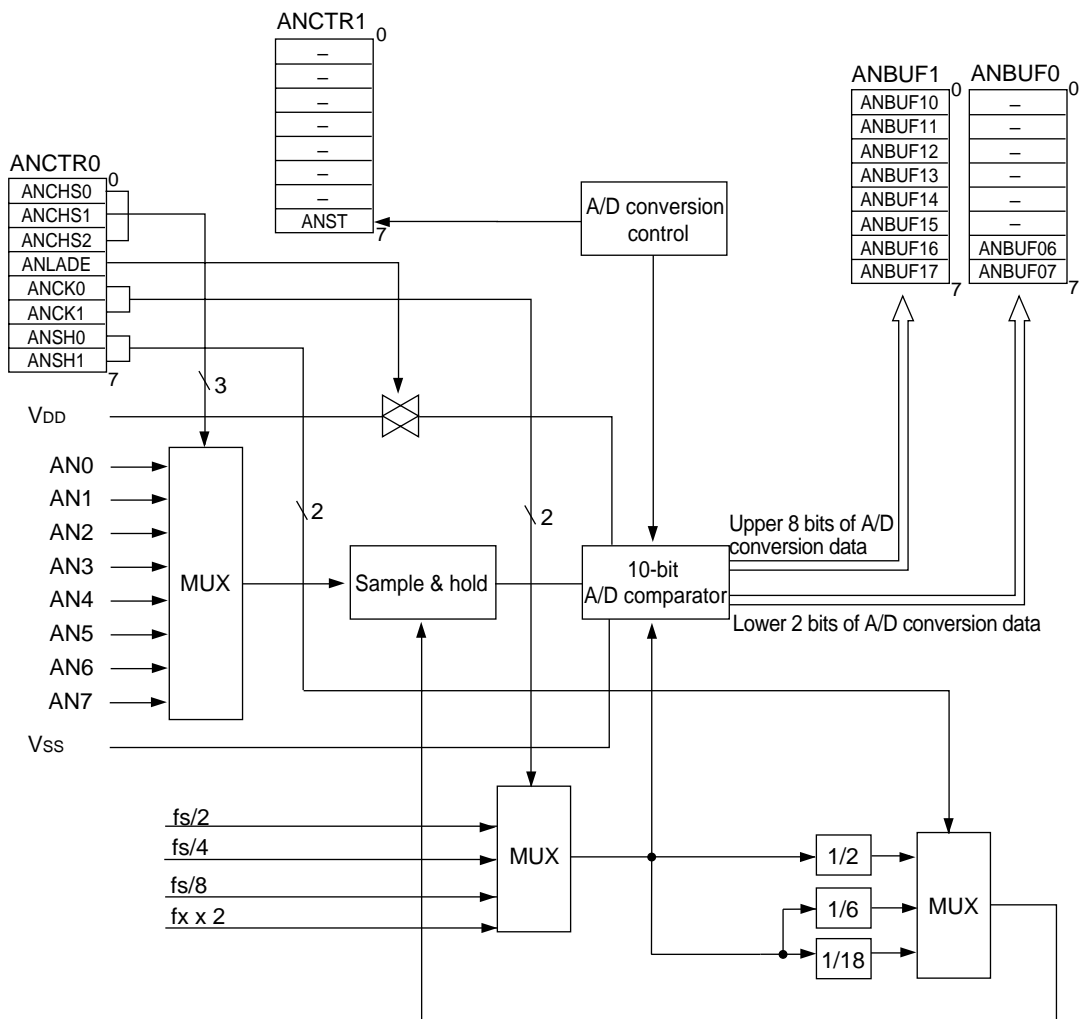 ANCTR1
0
–
–
–
–
–
–
–
ANST
7
ANBUF1
0
ANBUF10
ANBUF11
ANBUF12
ANBUF13
ANBUF14
ANBUF15
ANBUF16
ANBUF17
7
ANBUF0
0
–
–
–
–
–
–
ANBUF06
ANBUF07
7
ANCTR0
0
ANCHS0
ANCHS1
ANCHS2
ANLADE
ANCK0
ANCK1
ANSH0
ANSH1
7
A/D conversion
control
3
VDD
AN0
AN1
AN2
AN3
AN4
AN5
AN6
AN7
VSS
MUX
2
2
Sample & hold
10-bit
A/D comparator
Upper 8 bits of A/D
conversion data
Lower 2 bits of A/D conversion data
fs/2
fs/4
fs/8
fx x 2
MUX
1/2
1/6
1/18
MUX